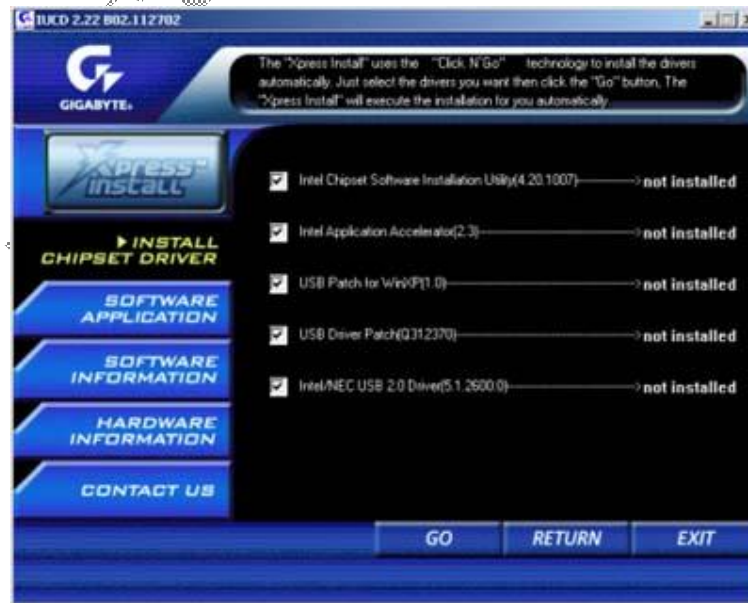 IUCD 2.22 B02.112702
GIGABYTE
The "Xpress Install" uses the "Click N'Go" technology to install the drivers
automatically. Just select the drivers you want then click the "Go" button, The
"Xpress Install" will execute the installation for you automatically
Xpress
install
Intel Chipset Software Installation Utility(4.20.1007) not installed
INSTALL
CHIPSET DRIVER
Intel Application Accelerator(2.3) not installed
USB Patch for WinXP(1.0) not installed
SOFTWARE
APPLICATION
USB Driver Patch(Q312370) not installed
SOFTWARE
INFORMATION
Intel/NEC USB 2.0 Driver(5.1.2600.0) not installed
HARDWARE
INFORMATION
CONTACT US
GO RETURN EXIT